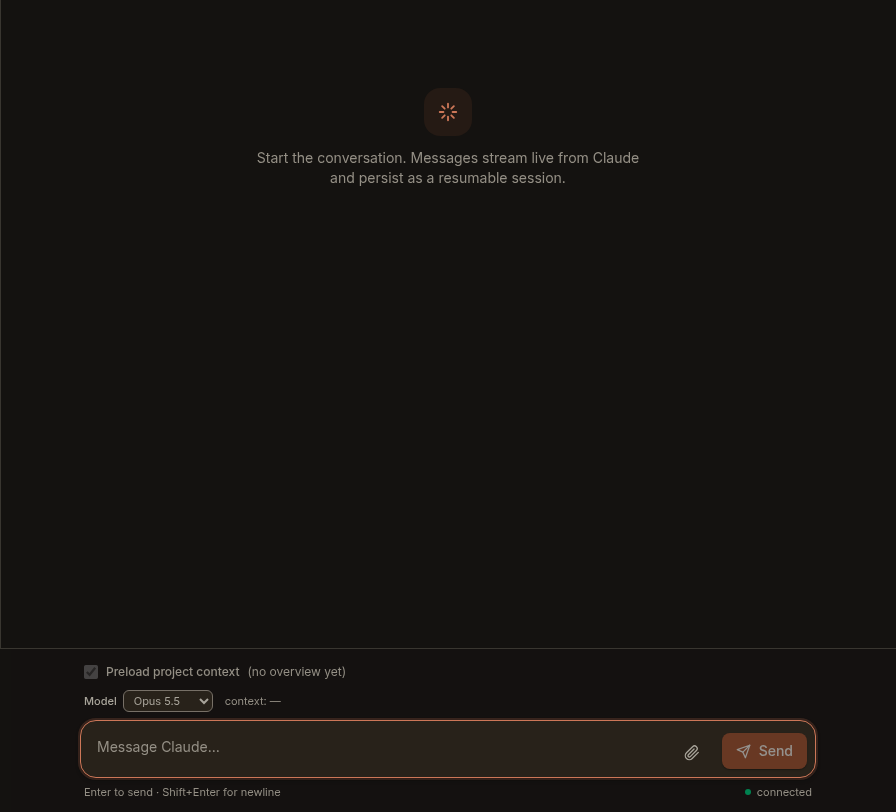 Start the conversation. Messages stream live from Claude
and persist as a resumable session.
Preload project context (no overview yet)
Model Opus 5.5 context: —
Message Claude...
Send
Enter to send · Shift+Enter for newline
connected